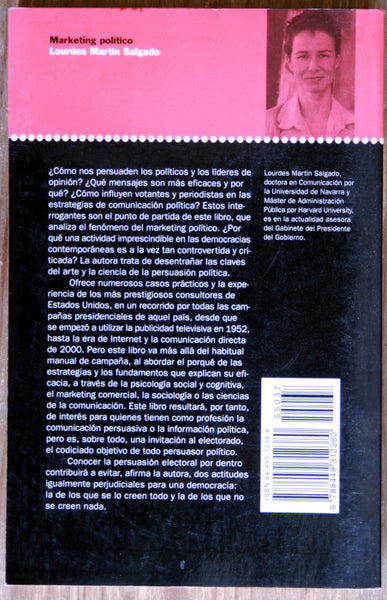 Marketing político
Lourdes Martín Salgado
¿Cómo nos persuaden los políticos y los líderes de
opinión? ¿Qué mensajes son más eficaces y por
qué? ¿Cómo influyen votantes y periodistas en las
estrategias de comunicación política? Estos inte-
rrogantes son el punto de partida de este libro, que
analiza el fenómeno del marketing político. ¿Por
qué una actividad imprescindible en las democracias
contemporáneas es a la vez tan controvertida y cri-
ticada? La autora trata de desentrañar las claves
del arte y la ciencia de la persuasión política.
Ofrece numerosos casos prácticos y la expe-
riencia de los más prestigiosos consultores de
Estados Unidos, en un recorrido por todas las cam-
pañas presidenciales de aquel país, desde que
se empezó a utilizar la publicidad televisiva en 1952,
hasta la era de Internet y la comunicación directa
de 2000. Pero este libro va más allá del habitual
manual de campaña, al abordar el porqué de las
estrategias y los fundamentos que explican su efi-
cacia, a través de la psicología social y cognitiva,
el marketing comercial, la sociología o las ciencias
de la comunicación. Este libro resultará, por tanto,
de interés para quienes tienen como profesión la
comunicación persuasiva o la información política,
pero es, sobre todo, una invitación al electorado,
el codiciado objetivo de todo persuasor político.
Conocer la persuasión electoral por dentro
contribuirá a evitar, afirma la autora, dos actitudes
igualmente perjudiciales para una democracia:
la de los que se lo creen todo y la de los que no
se creen nada.
Lourdes Martín Salgado,
doctora en Comunicación por
la Universidad de Navarra y
Máster de Administración
Pública por Harvard University,
es en la actualidad asesora
del Gabinete del Presidente
del Gobierno.
55037
ISBN 84-493-1238-8
9 788449 312380